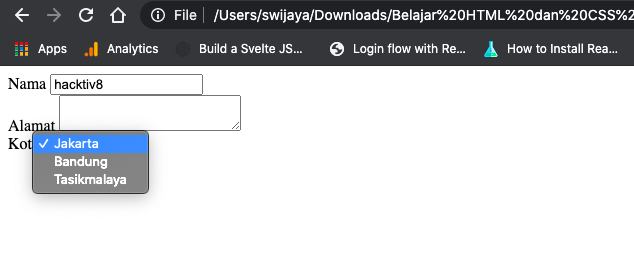 File /Users/swijaya/Downloads/Belajar%20HTML%20dan%20CSS%
Apps Analytics Build a Svelte JS... Login flow with Re... How to Install Rea...
Nama hacktiv8
Alamat
Kot ✓ Jakarta
Bandung
Tasikmalaya